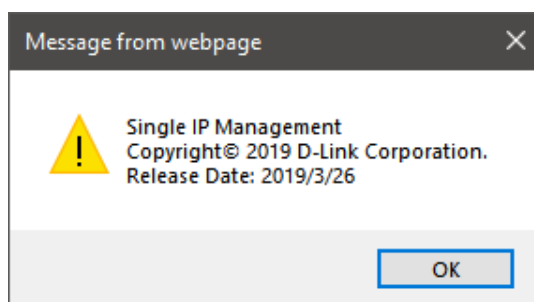 Message from webpage
Single IP Management
Copyright© 2019 D-Link Corporation.
Release Date: 2019/3/26
OK